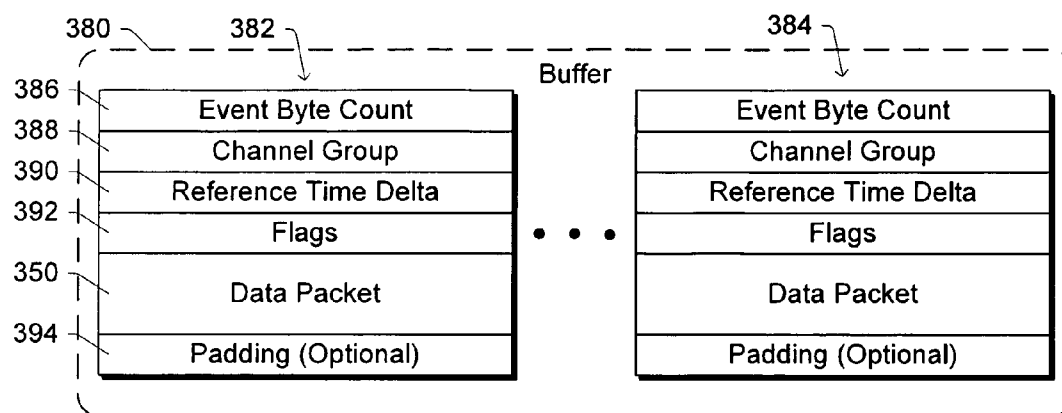 380
382
384
Buffer
386
Event Byte Count
Event Byte Count
388
Channel Group
Channel Group
390
Reference Time Delta
Reference Time Delta
392
Flags
Flags
350
Data Packet
Data Packet
394
Padding (Optional)
Padding (Optional)